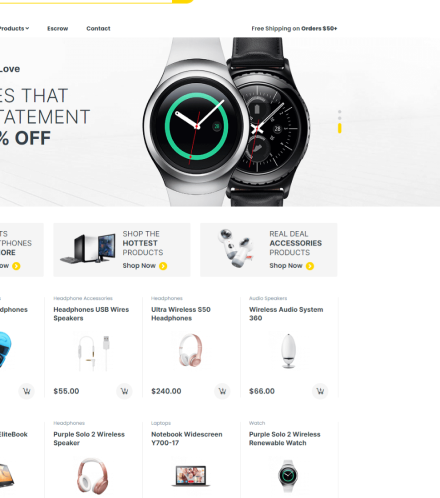 Products Escrow Contact Free Shipping on Orders $50+
Love
ES THAT
TATEMENT
% OFF
TS
TPHONES
ORE
Now
SHOP THE
HOTTEST
PRODUCTS
Shop Now
REAL DEAL
ACCESSORIES
PRODUCTS
Shop Now
Headphone Accessories
Headphones USB Wires
Speakers
$55.00
Headphones
Ultra Wireless S50
Headphones
$240.00
Audio Speakers
Wireless Audio System
360
$66.00
EliteBook
Headphones
Purple Solo 2 Wireless
Speaker
Laptops
Notebook Widescreen
Y700-17
Watch
Purple Solo 2 Wireless
Renewable Watch